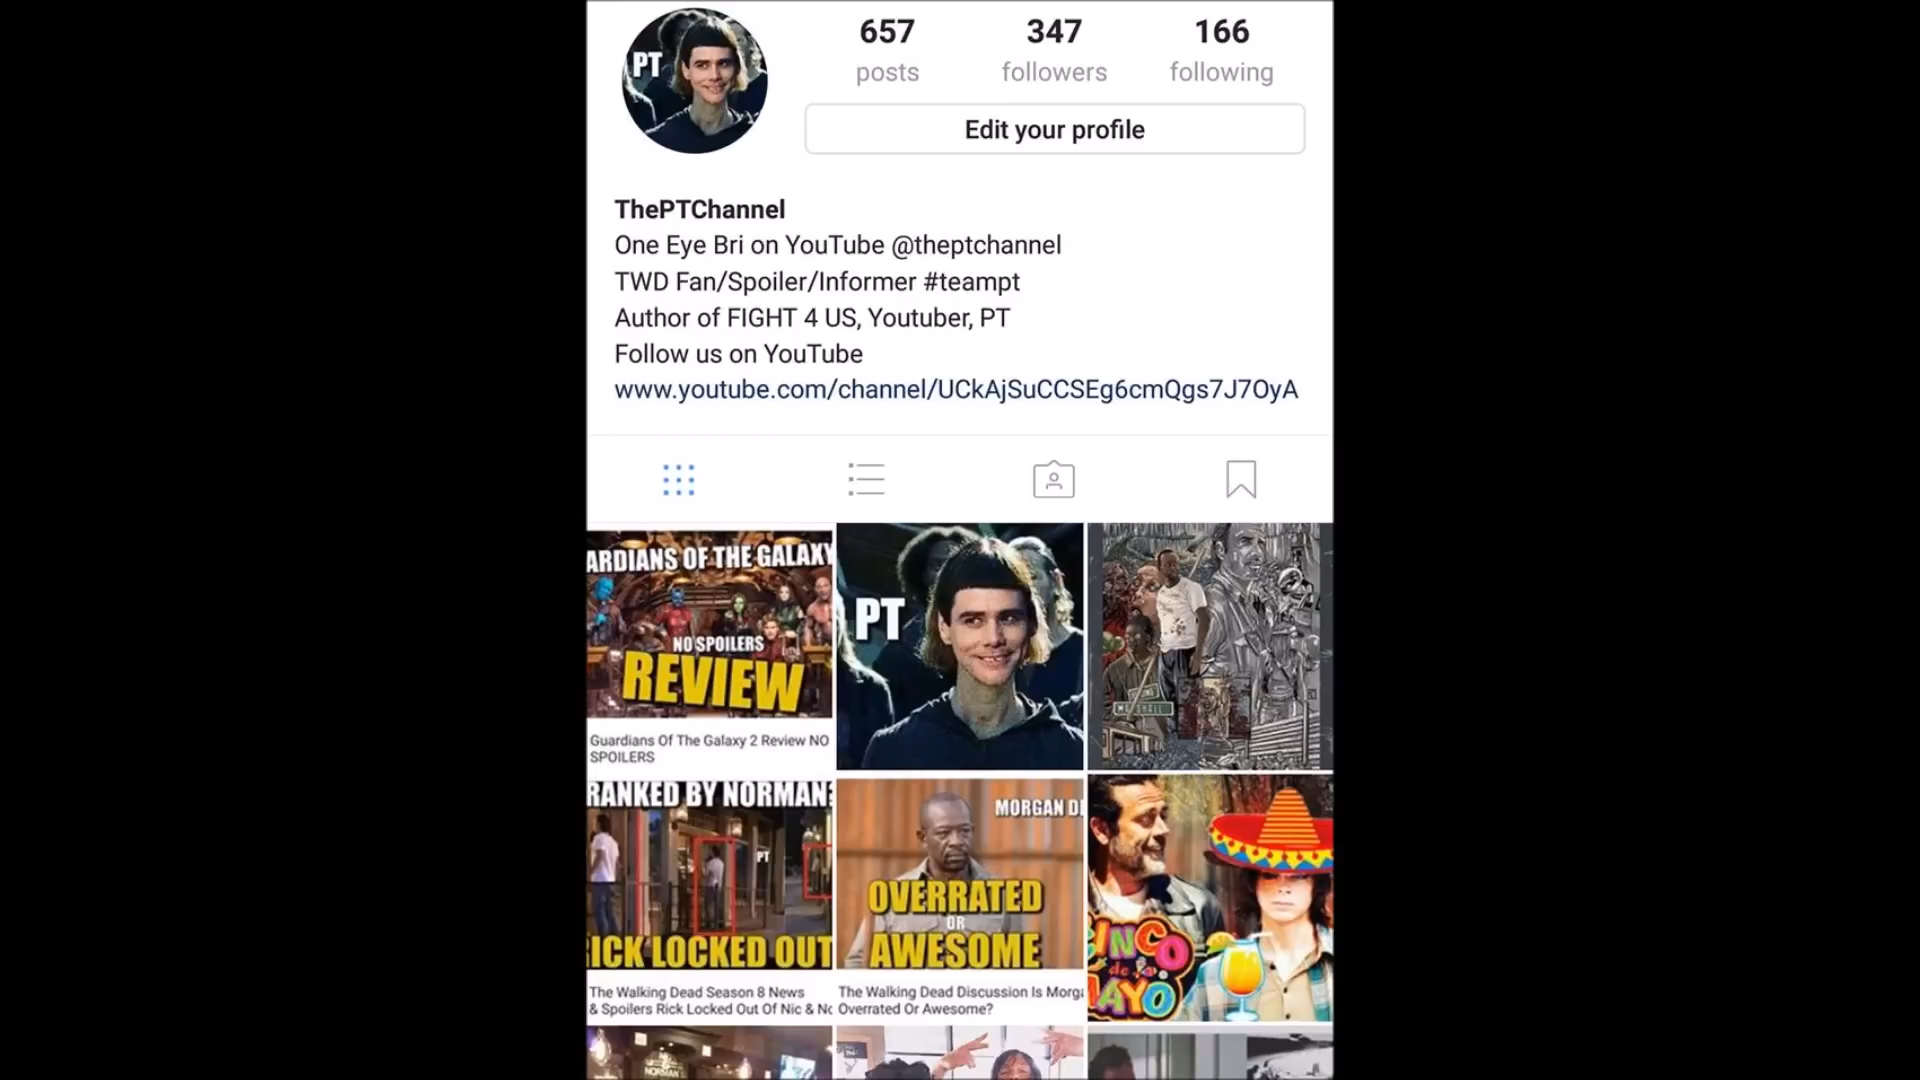 PT
657 347 166
posts followers following
Edit your profile
ThePTChannel
One Eye Bri on YouTube @theptchannel
TWD Fan/Spoiler/Informer #teampt
Author of FIGHT 4 US, Youtuber, PT
Follow us on YouTube
www.youtube.com/channel/UCkAjSuCCSEg6cmQgs7J7OyA
ARDIANS OF THE GALAXY
NO SPOILERS
REVIEW
Guardians Of The Galaxy 2 Review NO
SPOILERS
PT
RANKED BY NORMAN
PT
ICK LOCKED OUT
The Walking Dead Season 8 News
& Spoilers Rick Locked Out Of Nic & No
MORGAN
OVERRATED
OR
AWESOME
The Walking Dead Discussion Is Morga
Overrated Or Awesome?
INCO
de
MAYO